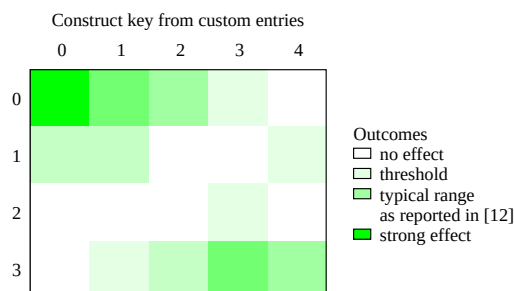 Construct key from custom entries
0 1 2 3 4
0
1
2
3
Outcomes
no effect
threshold
typical range
as reported in [12]
strong effect